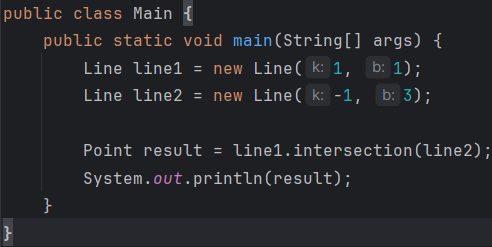 public class Main {
    public static void main(String[] args) {
        Line line1 = new Line( k: 1, b: 1);
        Line line2 = new Line( k: -1, b: 3);

        Point result = line1.intersection(line2);
        System.out.println(result);
    }
}